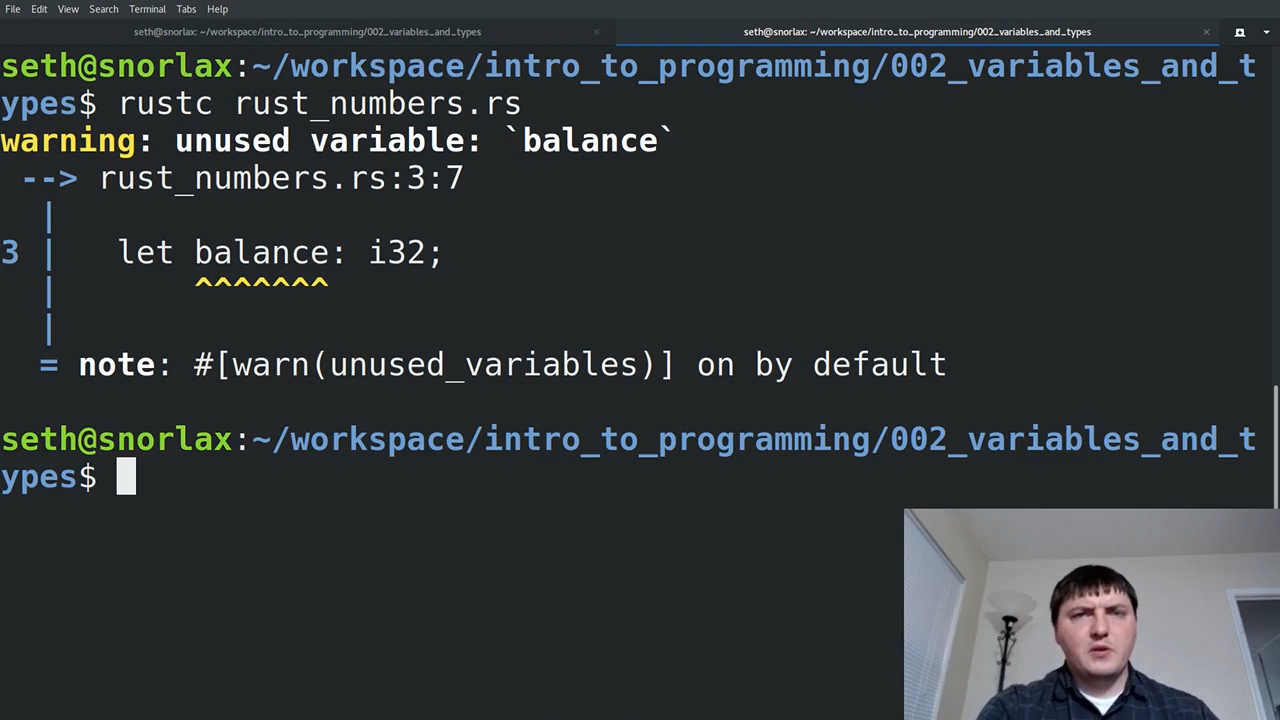 File Edit View Search Terminal Tabs Help
seth@snorlax: ~/workspace/intro_to_programming/002_variables_and_types × seth@snorlax: ~/workspace/intro_to_programming/002_variables_and_types ×
seth@snorlax:~/workspace/intro_to_programming/002_variables_and_t
ypes$ rustc rust_numbers.rs
warning: unused variable: `balance`
--> rust_numbers.rs:3:7
|
3 | let balance: i32;
| ^^^^^^^
|
= note: #[warn(unused_variables)] on by default
seth@snorlax:~/workspace/intro_to_programming/002_variables_and_t
ypes$